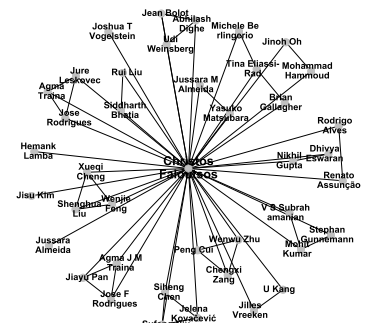 Jean Bolot
Abhilash
Dighe
Joshua T
Vogelstein
Udi
Weinsberg
Michele Be
rlingorio
Jinoh Oh
Jure
Leskovec
Rui Liu
Tina Eliassi-
Rad
Mohammad
Hammoud
Agma
Traina
Jussara M
Almeida
Siddharth
Bhatia
Yasuko
Matsubara
Brian
Gallagher
Jose
Rodrigues
Rodrigo
Alves
Hemank
Lamba
Christos
Faloutsos
Nikhil
Gupta
Dhivya
Eswaran
Xueqi
Cheng
Renato
Assunção
Jisu Kim
Shenghua
Liu
Wenjie
Feng
V S Subrah
amanian
Jussara
Almeida
Wenwu Zhu
Stephan
Gunnemann
Peng Cui
Mohit
Kumar
Agma J M
Traina
Chengxi
Zang
Jiayu Pan
Jose F
Rodrigues
Siheng
Chen
U Kang
Jelena
Kovačević
Jilles
Vreeken